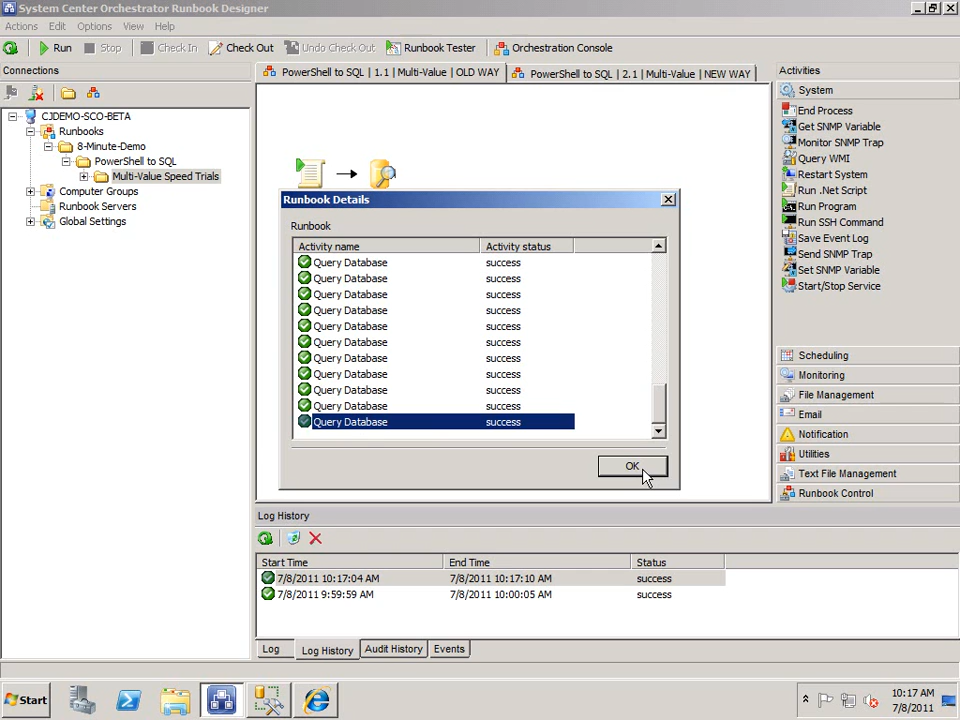 System Center Orchestrator Runbook Designer
Actions Edit Options View Help
Run Stop Check In Check Out Undo Check Out Runbook Tester Orchestration Console
Connections
CJDEMO-SCO-BETA
Runbooks
8-Minute-Demo
PowerShell to SQL
Multi-Value Speed Trials
Computer Groups
Runbook Servers
Global Settings
PowerShell to SQL | 1.1 | Multi-Value | OLD WAY
PowerShell to SQL | 2.1 | Multi-Value | NEW WAY
Runbook Details
Runbook
Activity name Activity status
Query Database success
Query Database success
Query Database success
Query Database success
Query Database success
Query Database success
Query Database success
Query Database success
Query Database success
Query Database success
Query Database success
OK
Activities
System
End Process
Get SNMP Variable
Monitor SNMP Trap
Query WMI
Restart System
Run .Net Script
Run Program
Run SSH Command
Save Event Log
Send SNMP Trap
Set SNMP Variable
Start/Stop Service
Scheduling
Monitoring
File Management
Email
Notification
Utilities
Text File Management
Runbook Control
Log History
Start Time End Time Status
7/8/2011 10:17:04 AM 7/8/2011 10:17:10 AM success
7/8/2011 9:59:59 AM 7/8/2011 10:00:05 AM success
Log Log History Audit History Events
Start
10:17 AM
7/8/2011